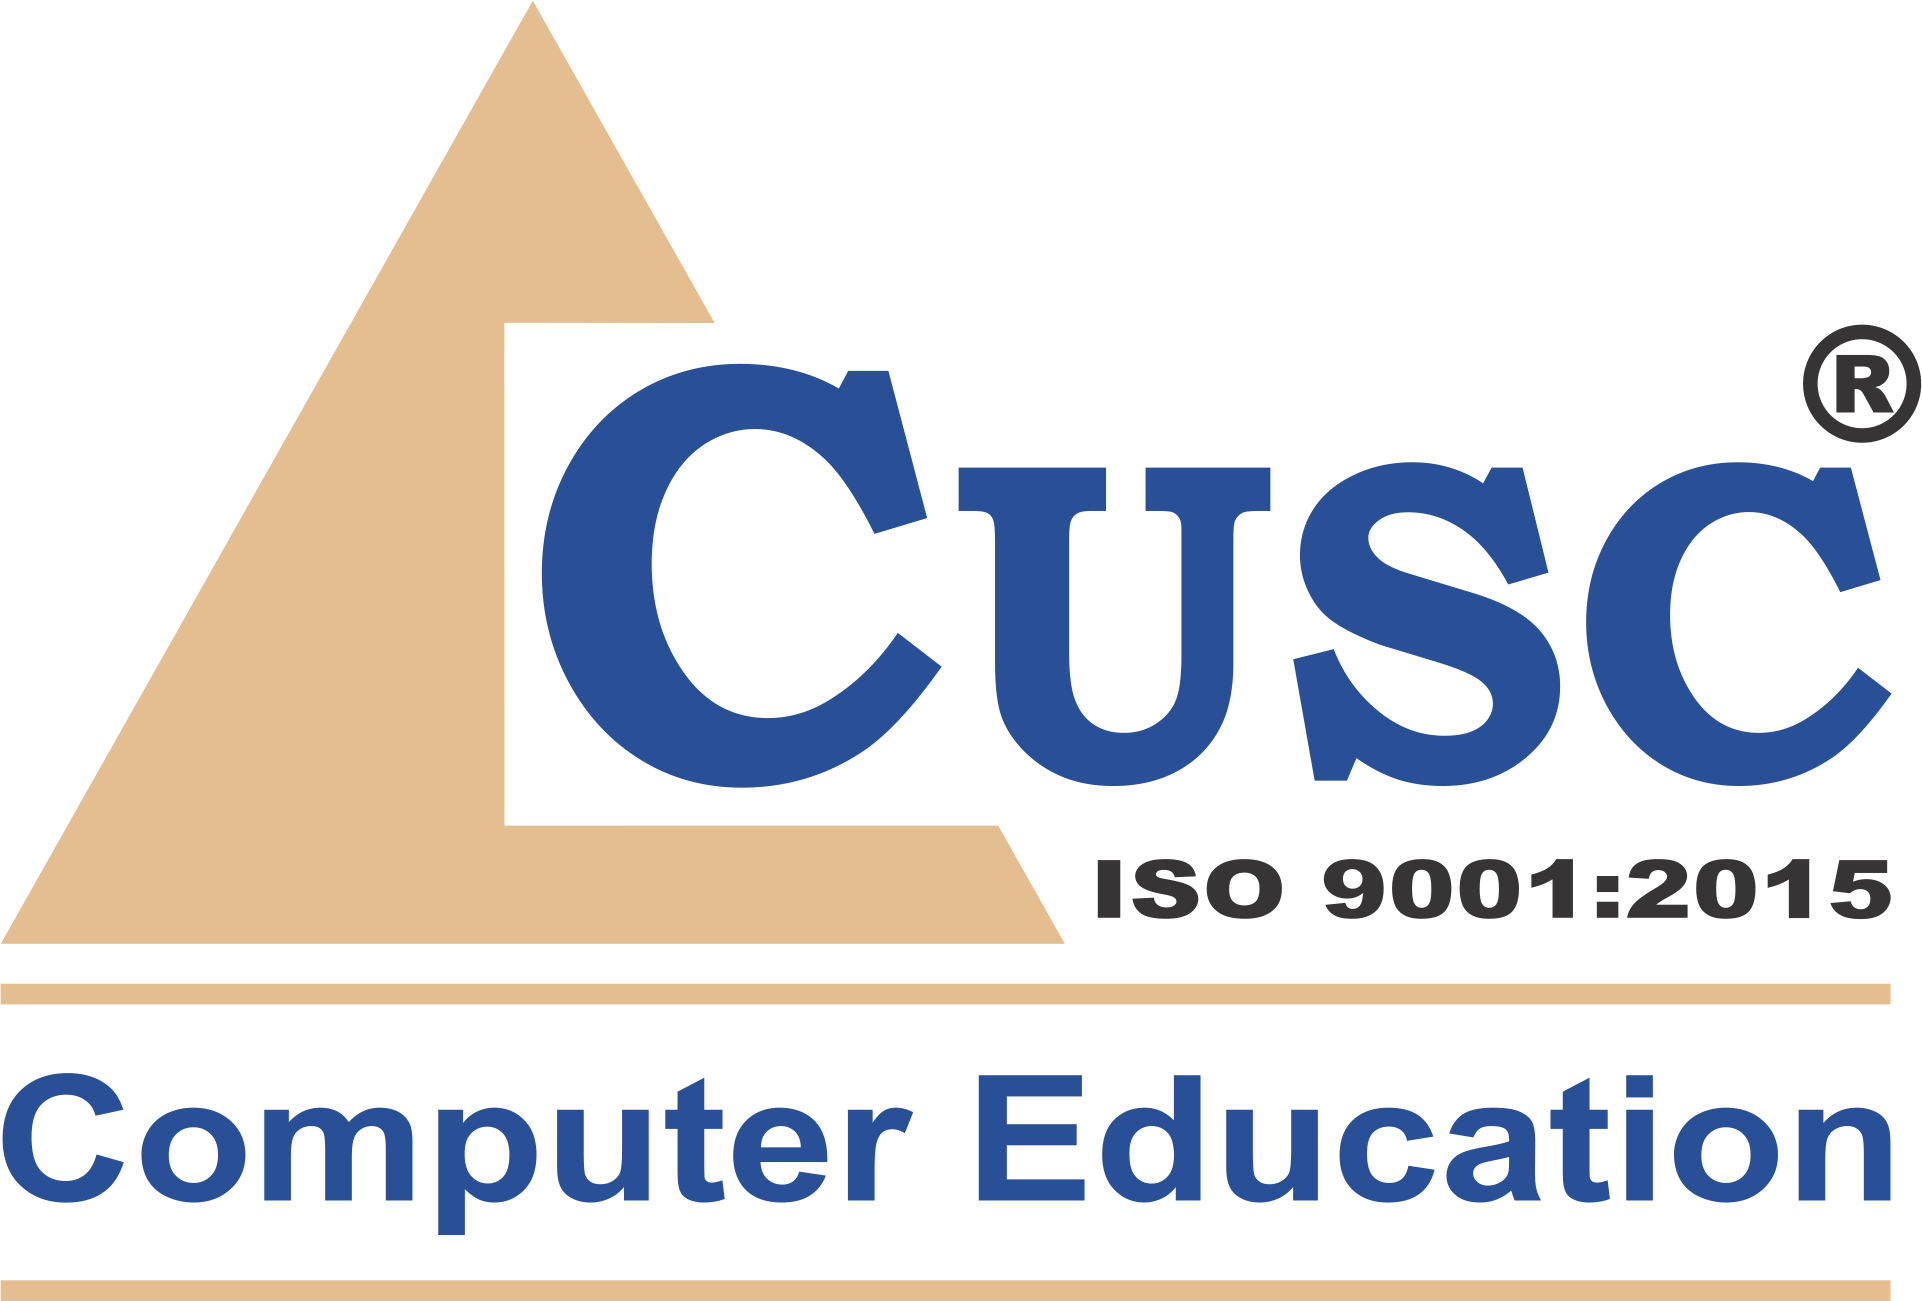 CUSC®
ISO 9001:2015
Computer Education